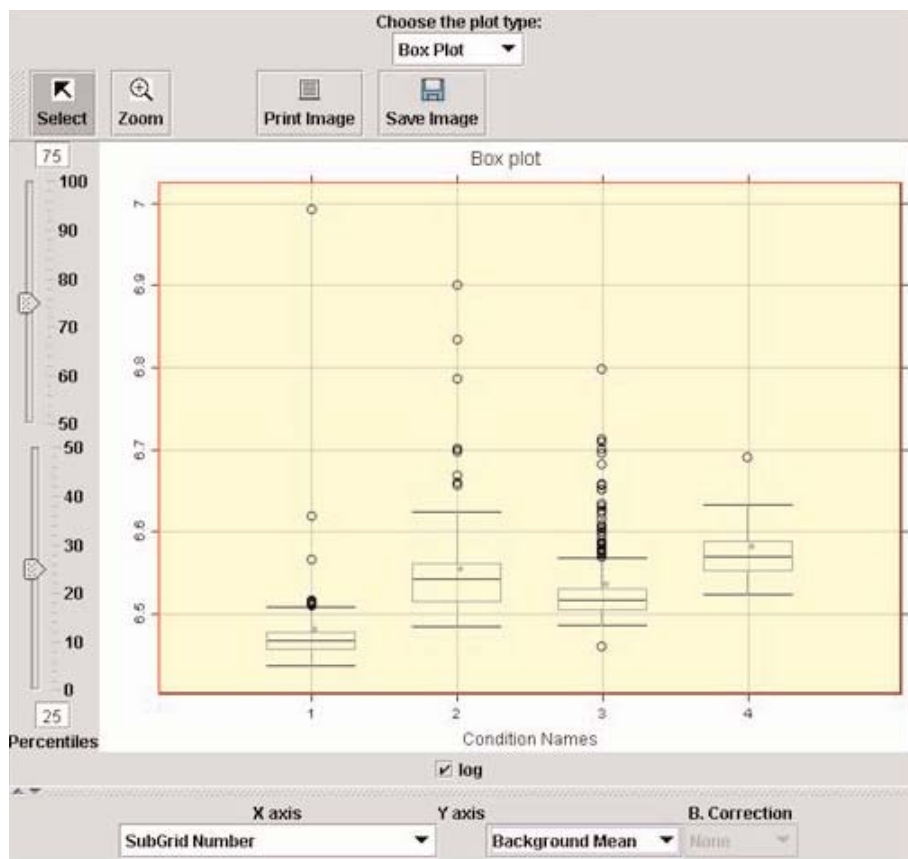 Choose the plot type:
Box Plot
Select
Zoom
Print Image
Save Image
75
100
90
80
70
60
50
50
40
30
20
10
0
25
Percentiles
Box plot
7
6.9
6.8
6.7
6.6
6.5
1 2 3 4
Condition Names
log
X axis
Y axis
B. Correction
SubGrid Number
Background Mean
None